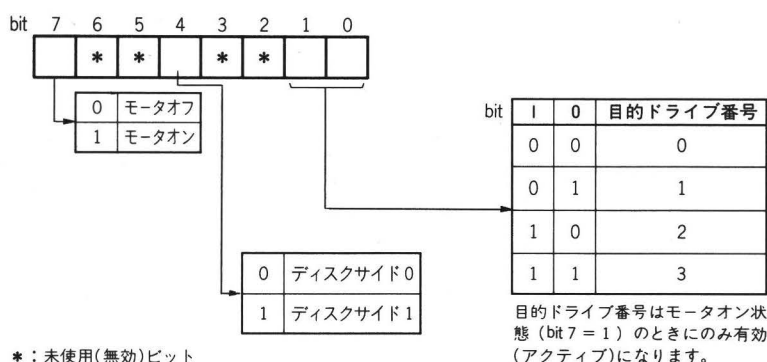 bit 7 6 5 4 3 2 1 0
* * * *
0 モータオフ
1 モータオン
0 ディスクサイド0
1 ディスクサイド1
*:未使用(無効)ビット
bit 1 0 目的ドライブ番号
0 0 0
0 1 1
1 0 2
1 1 3
目的ドライブ番号はモータオン状
態(bit 7 = 1)のときにのみ有効
(アクティブ)になります。